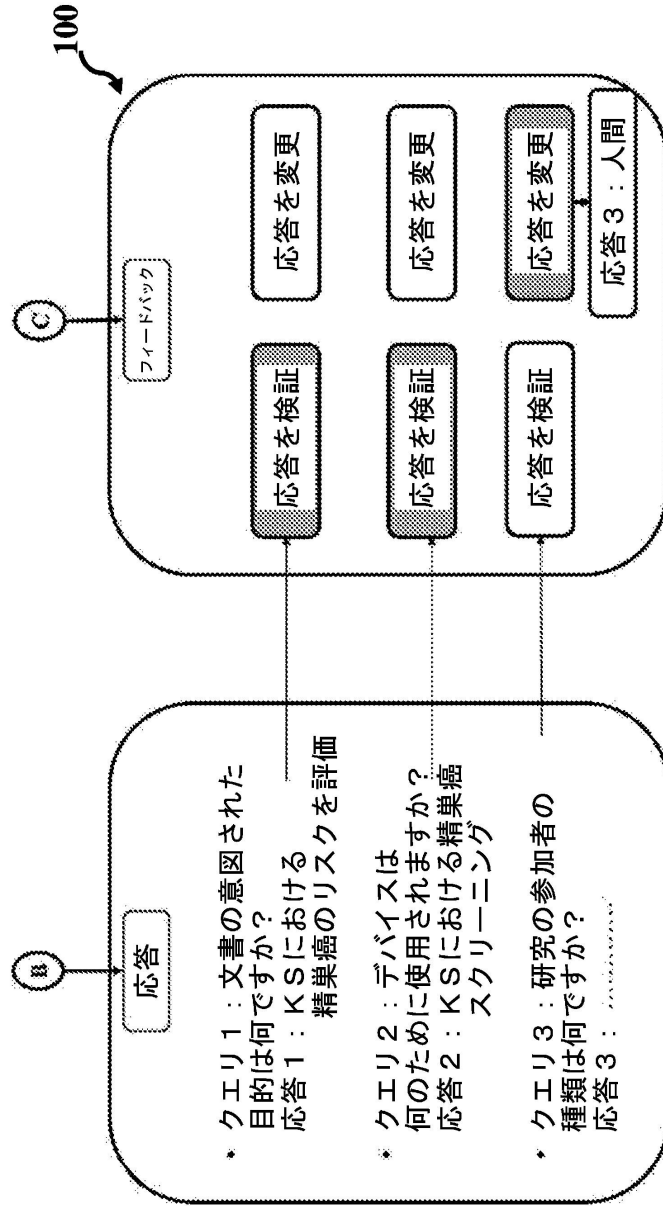 100
B
応答
・クエリ1:文書の意図された
目的は何ですか?
応答1:KSにおける
精巣癌のリスクを評価
・クエリ2:デバイスは
何のために使用されますか?
応答2:KSにおける精巣癌
スクリーニング
・クエリ3:研究の参加者の
種類は何ですか?
応答3:
C
フィードバック
応答を検証
応答を変更
応答を検証
応答を変更
応答を検証
応答を変更
応答3:人間